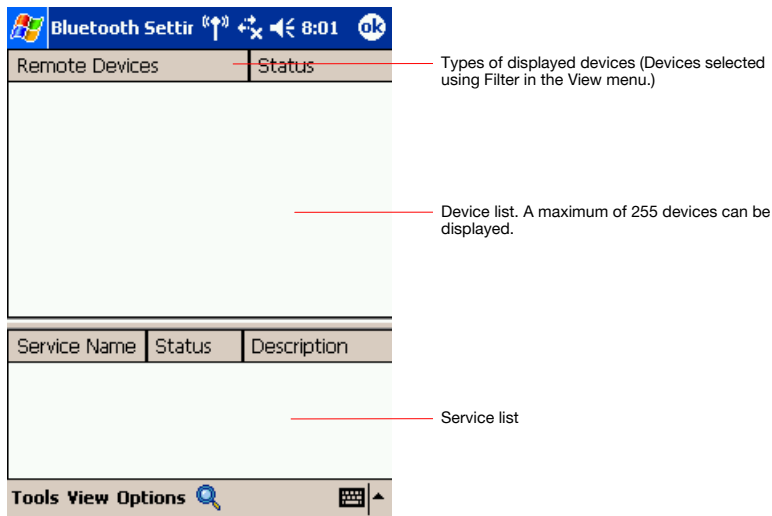 Bluetooth Settir 8:01 ok
Remote Devices Status
Types of displayed devices (Devices selected
using Filter in the View menu.)
Device list. A maximum of 255 devices can be
displayed.
Service Name Status Description
Service list
Tools View Options